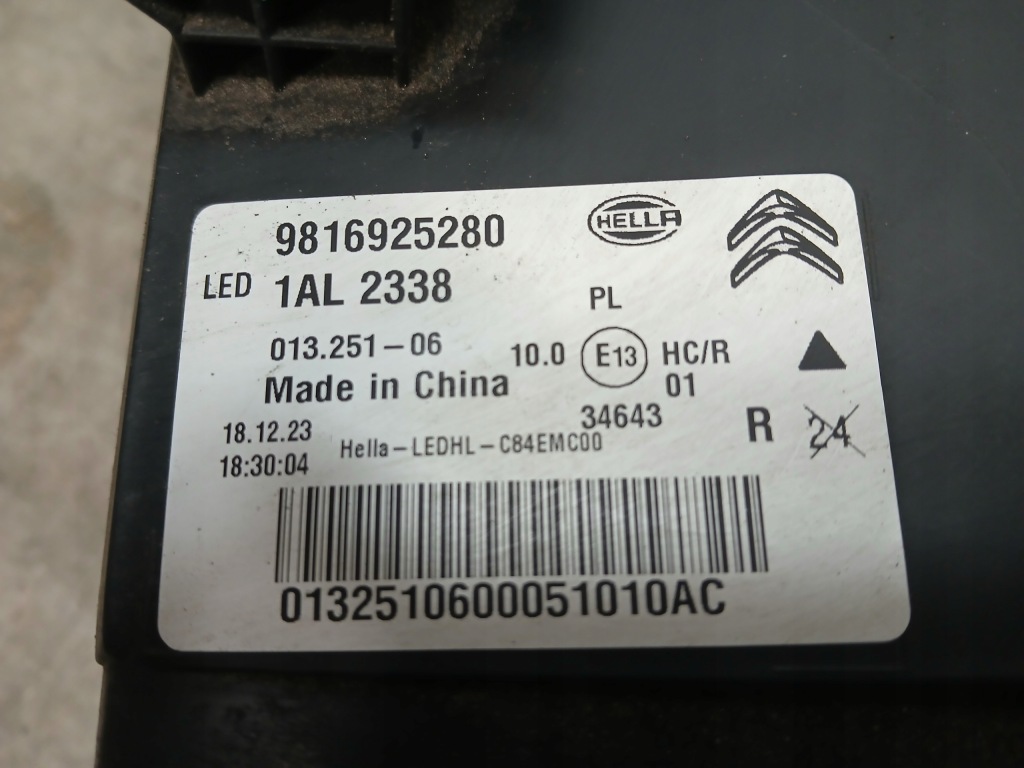 9816925280
HELLA
LED 1AL 2338
PL
013.251-06
10.0 E13 HC/R
Made in China
01
34643
18.12.23
18:30:04
Hella-LEDHL-C84EMC00
R 24
0132510600051010AC